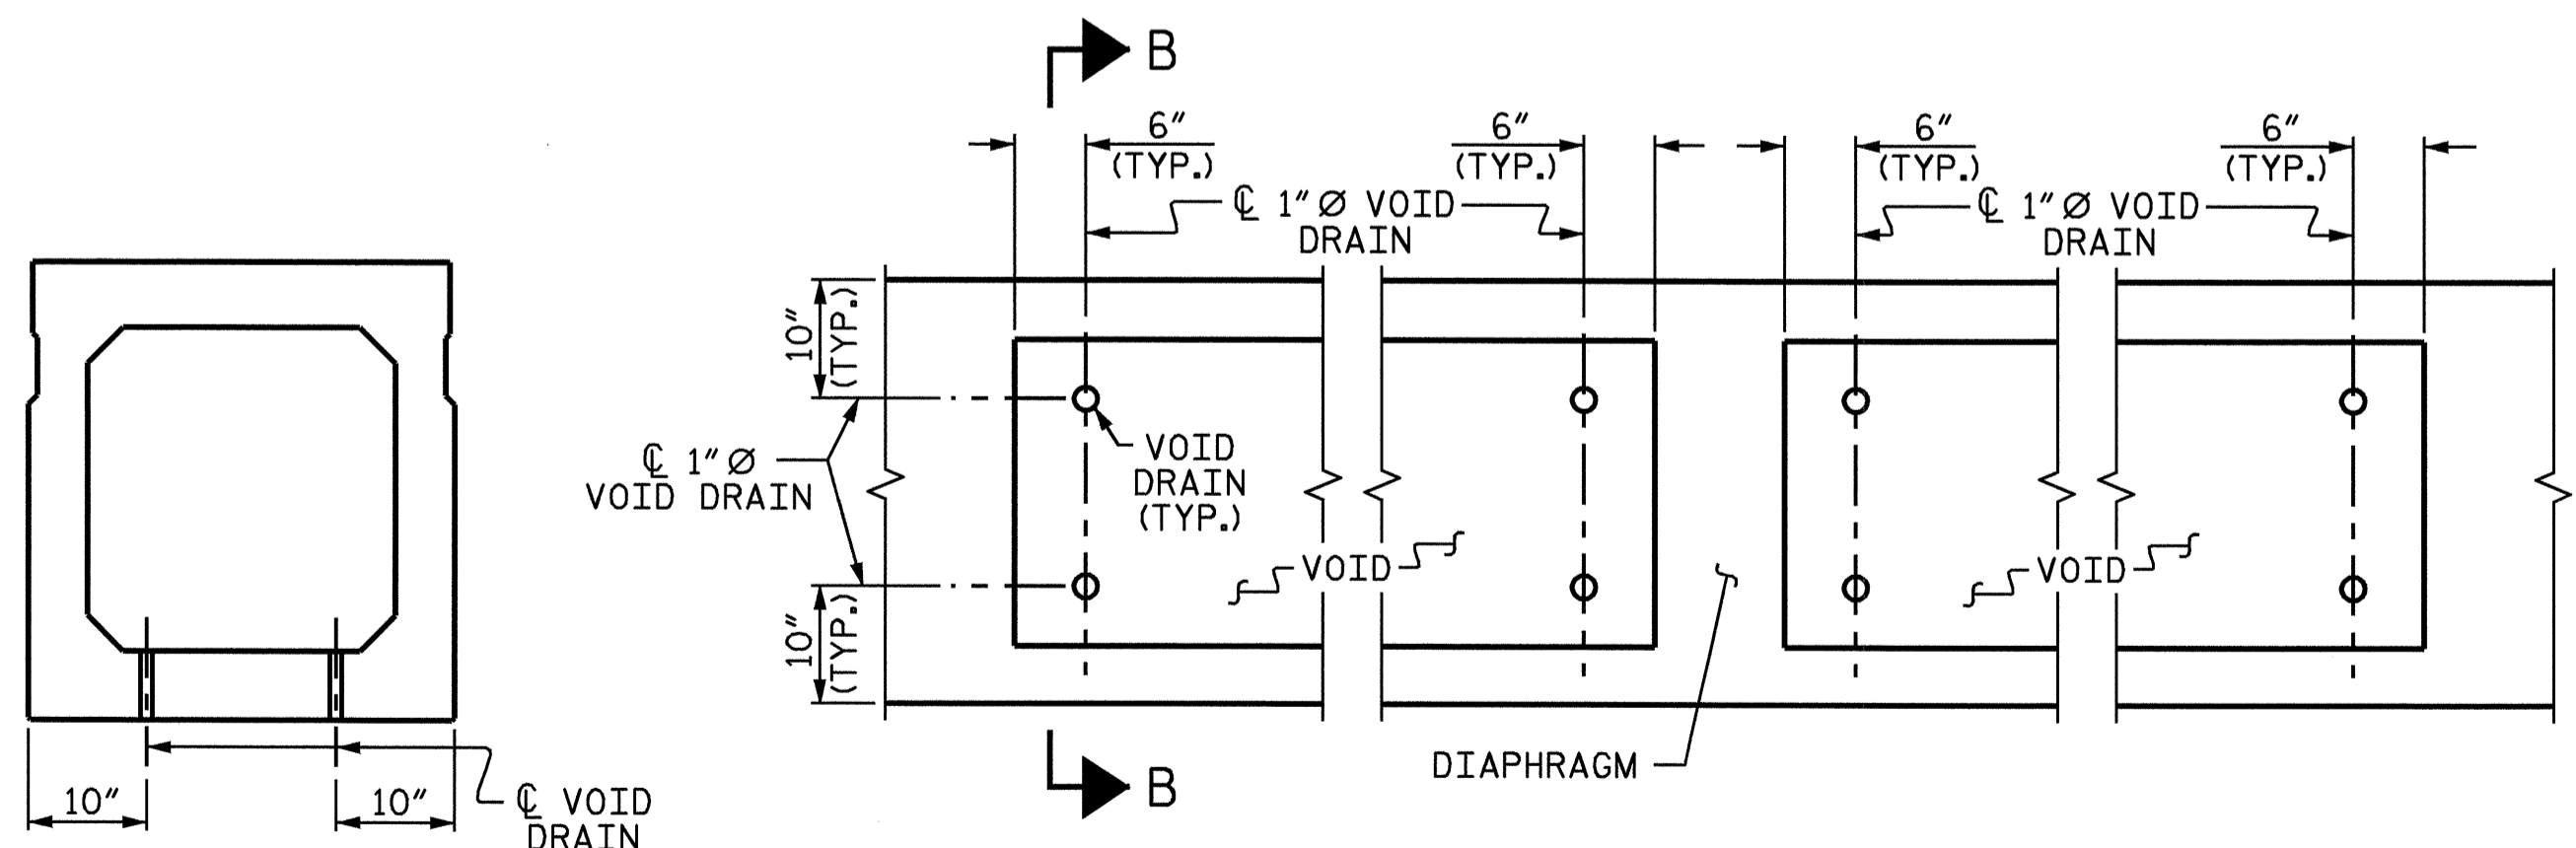 B
6" 6" 6" 6"
(TYP.) (TYP.) (TYP.) (TYP.)
℄ 1"Ø VOID
DRAIN
℄ 1"Ø VOID
DRAIN
10"
(TYP.)
℄ 1"Ø
VOID DRAIN
VOID
DRAIN
(TYP.)
VOID
VOID
10"
(TYP.)
DIAPHRAGM
B
10" 10"
℄ VOID
DRAIN